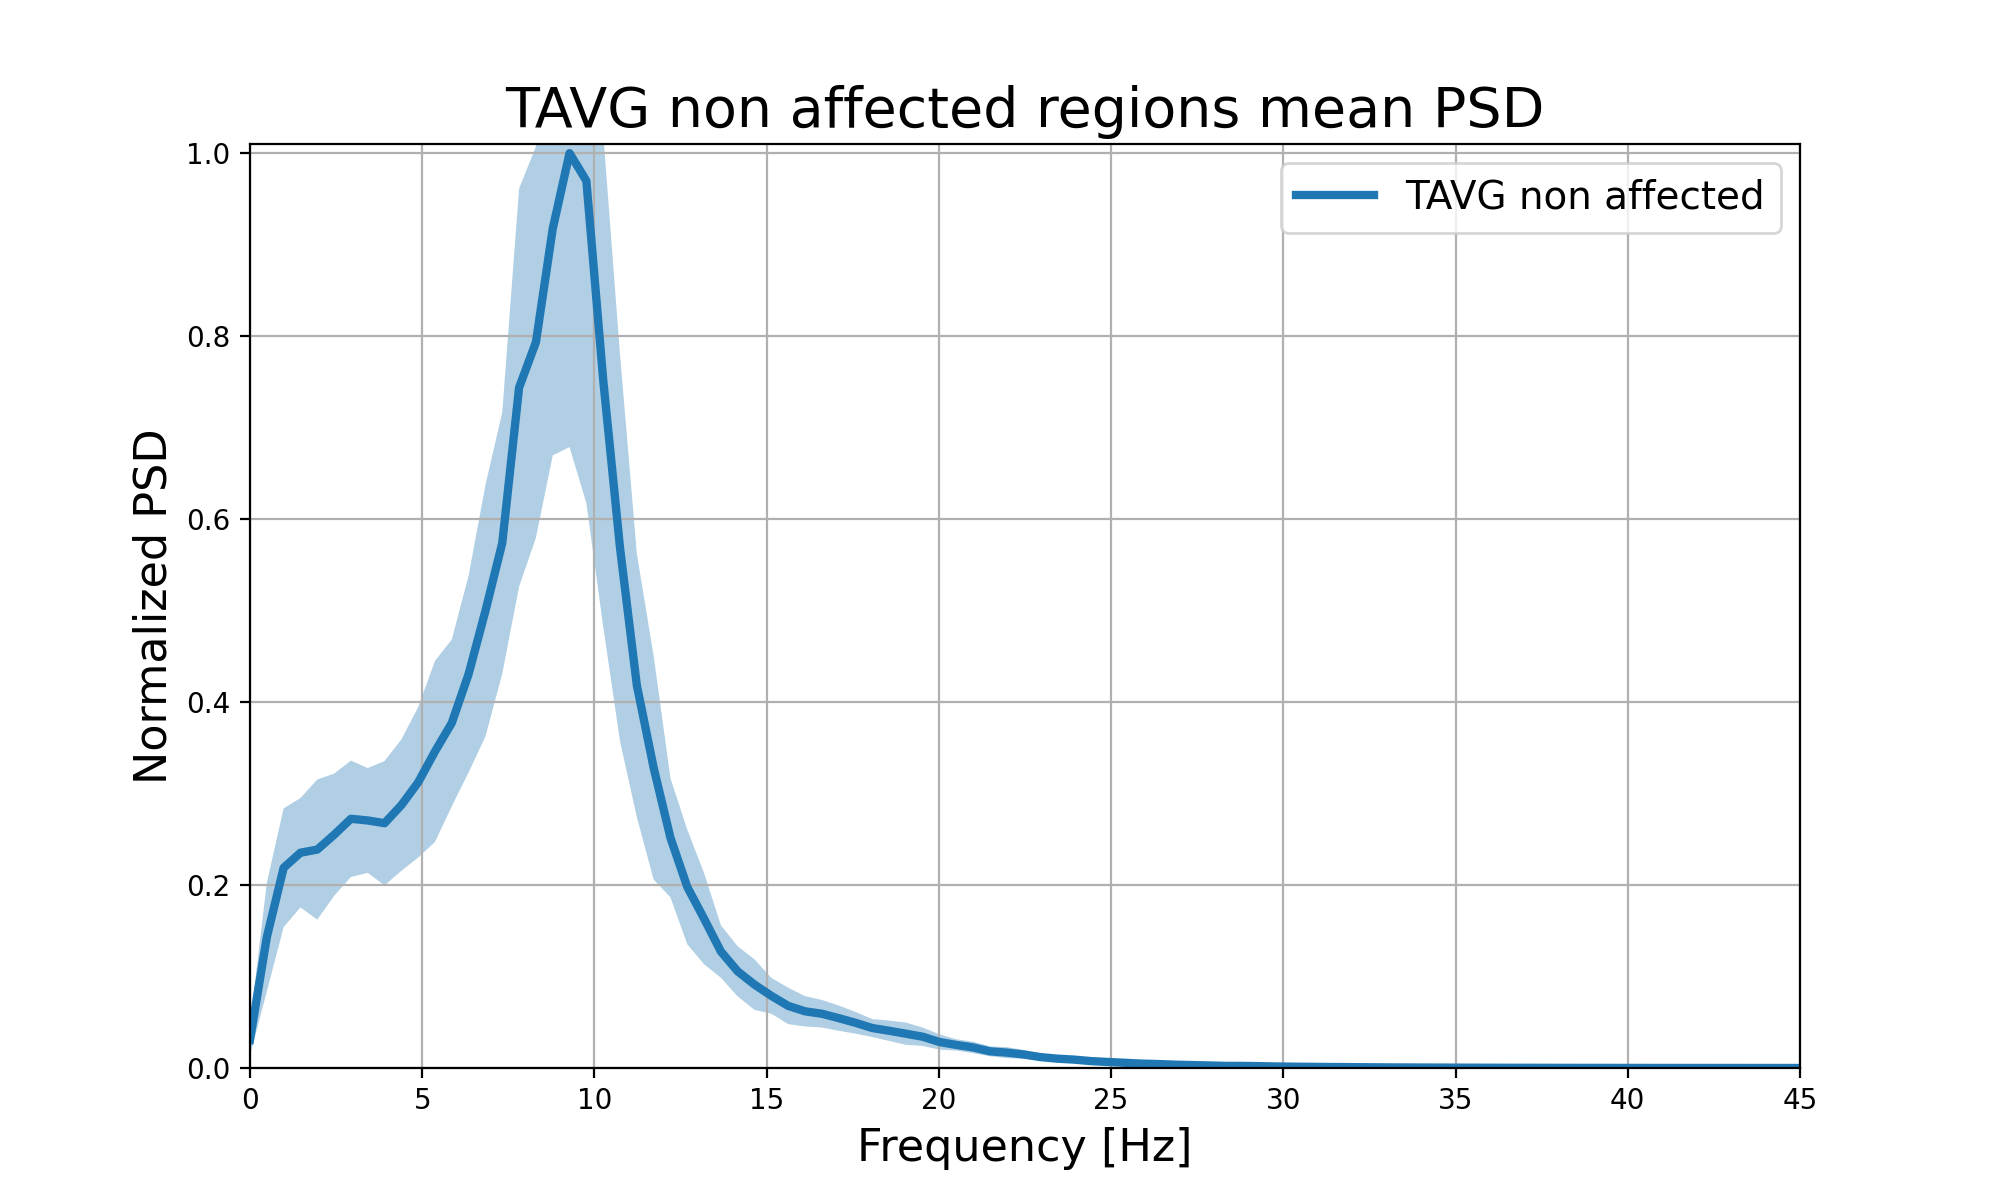 TAVG non affected regions mean PSD
TAVG non affected
Normalized PSD
1.0
0.8
0.6
0.4
0.2
0.0
0 5 10 15 20 25 30 35 40 45
Frequency [Hz]